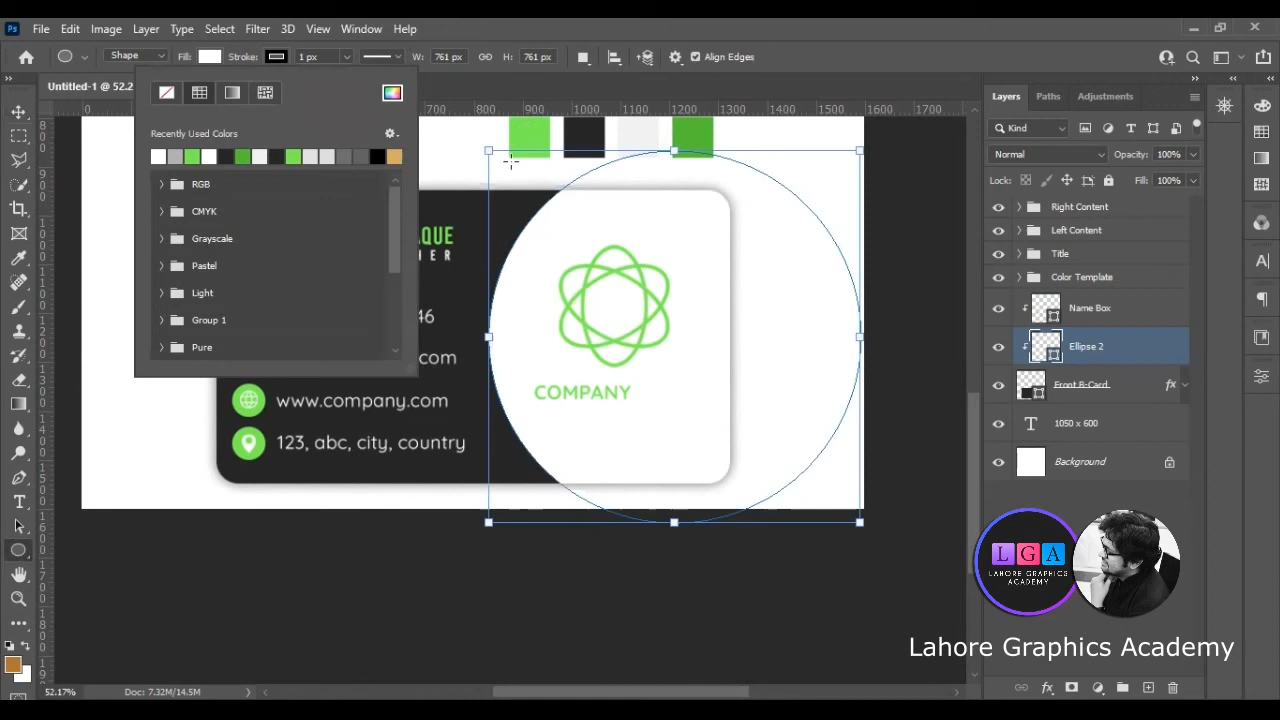 Ps File Edit Image Layer Type Select Filter 3D View Window Help
Shape Fill: Stroke: 1 px W: 761 px H: 761 px Align Edges
Untitled-1 @ 52.2
0 700 800 900 1000 1100 1200 1300 1400 1500 1600 1700
Recently Used Colors
RGB
CMYK
Grayscale
Pastel
Light
Group 1
Pure
AQUE
HER
46
com
www.company.com
123, abc, city, country
COMPANY
Layers Paths Adjustments
Kind
Normal Opacity: 100%
Lock: Fill: 100%
Right Content
Left Content
Title
Color Template
Name Box
Ellipse 2
Front B-Card
fx
1050 x 600
Background
LGA
LAHORE GRAPHICS
ACADEMY
Lahore Graphics Academy
52.17% Doc: 7.32M/14.5M